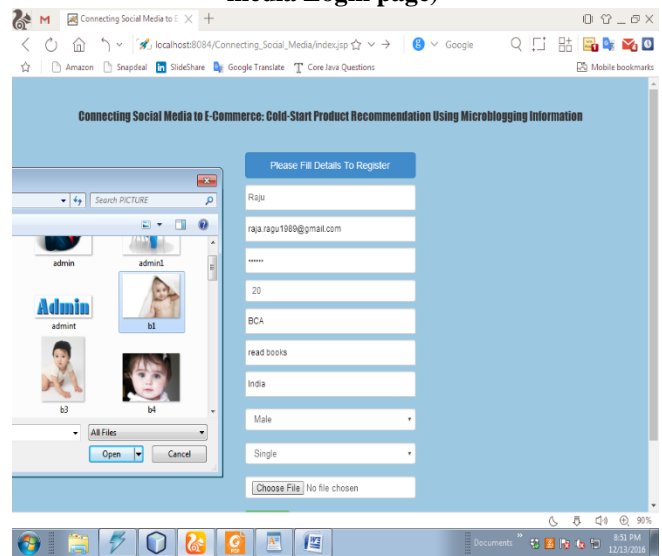 media Login page)
M Connecting Social Media to E
localhost:8084/Connecting_Social_Media/index.jsp Google
Amazon Snapdeal SlideShare Google Translate Core Java Questions Mobile bookmarks
Connecting Social Media to E-Commerce: Cold-Start Product Recommendation Using Microblogging Information
Please Fill Details To Register
Search PICTURE
Raju
raja.ragu1989@gmail.com
••••••
20
BCA
read books
India
Male
Single
Choose File No file chosen
admin admin1
Admin
admint b1
b3 b4
All Files
Open Cancel
90%
Documents
8:51 PM
12/13/2016